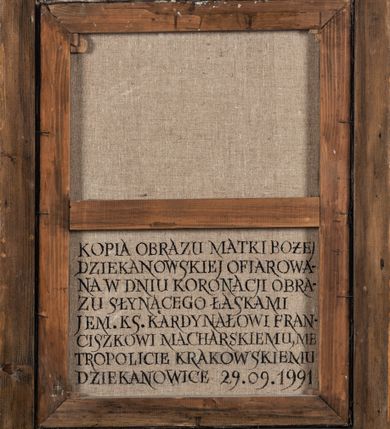 KOPIA OBRAZU MATKI BOŻEJ
DZIEKANOWSKIEJ OFIAROWA-
NA W DNIU KORONACJI OBRA-
ZU SŁYNĄCEGO ŁASKAMI
JEM. KS. KARDYNAŁOWI FRAN-
CISZKOWI MACHARSKIEMU, ME
TROPOLICIE KRAKOWSKIEMU
DZIEKANOWICE 29.09.1991